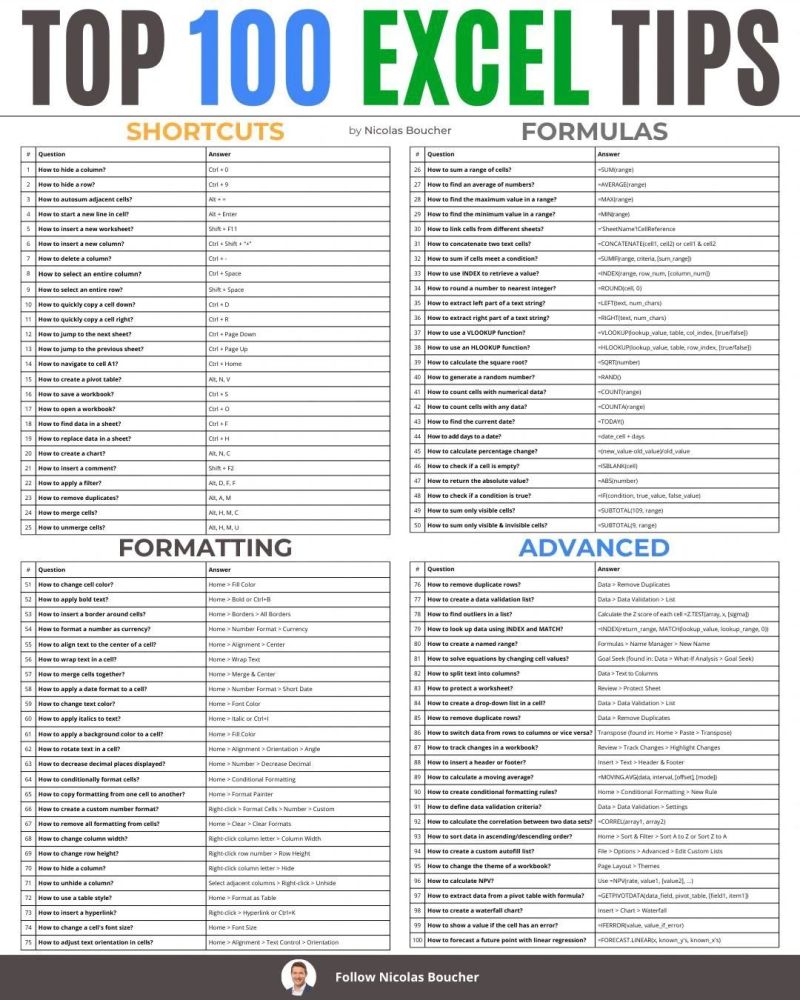 TOP 100 EXCEL TIPS
SHORTCUTS
by Nicolas Boucher
# Question Answer
1 How to hide a column? Ctrl + 0
2 How to hide a row? Ctrl + 9
3 How to autosum adjacent cells? Alt + =
4 How to start a new line in cell? Alt + Enter
5 How to insert a new worksheet? Shift + F11
6 How to insert a new column? Ctrl + Shift + "+"
7 How to delete a column? Ctrl + -
8 How to select an entire column? Ctrl + Space
9 How to select an entire row? Shift + Space
10 How to quickly copy a cell down? Ctrl + D
11 How to quickly copy a cell right? Ctrl + R
12 How to jump to the next sheet? Ctrl + Page Down
13 How to jump to the previous sheet? Ctrl + Page Up
14 How to navigate to cell A1? Ctrl + Home
15 How to create a pivot table? Alt, N, V
16 How to save a workbook? Ctrl + S
17 How to open a workbook? Ctrl + O
18 How to find data in a sheet? Ctrl + F
19 How to replace data in a sheet? Ctrl + H
20 How to create a chart? Alt, N, C
21 How to insert a comment? Shift + F2
22 How to apply a filter? Alt, D, F, F
23 How to remove duplicates? Alt, A, M
24 How to merge cells? Alt, H, M, C
25 How to unmerge cells? Alt, H, M, U
FORMULAS
# Question Answer
26 How to sum a range of cells? =SUM(range)
27 How to find an average of numbers? =AVERAGE(range)
28 How to find the maximum value in a range? =MAX(range)
29 How to find the minimum value in a range? =MIN(range)
30 How to link cells from different sheets? ='SheetName'!CellReference
31 How to concatenate two text cells? =CONCATENATE(cell1, cell2) or cell1 & cell2
32 How to sum if cells meet a condition? =SUMIF(range, criteria, [sum_range])
33 How to use INDEX to retrieve a value? =INDEX(range, row_num, [column_num])
34 How to round a number to nearest integer? =ROUND(cell, 0)
35 How to extract left part of a text string? =LEFT(text, num_chars)
36 How to extract right part of a text string? =RIGHT(text, num_chars)
37 How to use a VLOOKUP function? =VLOOKUP(lookup_value, table, col_index, [true/false])
38 How to use an HLOOKUP function? =HLOOKUP(lookup_value, table, row_index, [true/false])
39 How to calculate the square root? =SQRT(number)
40 How to generate a random number? =RAND()
41 How to count cells with numerical data? =COUNT(range)
42 How to count cells with any data? =COUNTA(range)
43 How to find the current date? =TODAY()
44 How to add days to a date? =date_cell + days
45 How to calculate percentage change? =(new_value-old_value)/old_value
46 How to check if a cell is empty? =ISBLANK(cell)
47 How to return the absolute value? =ABS(number)
48 How to check if a condition is true? =IF(condition, true_value, false_value)
49 How to sum only visible cells? =SUBTOTAL(109, range)
50 How to sum only visible & invisible cells? =SUBTOTAL(9, range)
FORMATTING
# Question Answer
51 How to change cell color? Home > Fill Color
52 How to apply bold text? Home > Bold or Ctrl+B
53 How to insert a border around cells? Home > Borders > All Borders
54 How to format a number as currency? Home > Number Format > Currency
55 How to align text to the center of a cell? Home > Alignment > Center
56 How to wrap text in a cell? Home > Wrap Text
57 How to merge cells together? Home > Merge & Center
58 How to apply a date format to a cell? Home > Number Format > Short Date
59 How to change text color? Home > Font Color
60 How to apply italics to text? Home > Italic or Ctrl+I
61 How to apply a background color to a cell? Home > Fill Color
62 How to rotate text in a cell? Home > Alignment > Orientation > Angle
63 How to decrease decimal places displayed? Home > Number > Decrease Decimal
64 How to conditionally format cells? Home > Conditional Formatting
65 How to copy formatting from one cell to another? Home > Format Painter
66 How to create a custom number format? Right-click > Format Cells > Number > Custom
67 How to remove all formatting from cells? Home > Clear > Clear Formats
68 How to change column width? Right-click column letter > Column Width
69 How to change row height? Right-click row number > Row Height
70 How to hide a column? Right-click column letter > Hide
71 How to unhide a column? Select adjacent columns > Right-click > Unhide
72 How to use a table style? Home > Format as Table
73 How to insert a hyperlink? Right-click > Hyperlink or Ctrl+K
74 How to change a cell's font size? Home > Font Size
75 How to adjust text orientation in cells? Home > Alignment > Text Control > Orientation
ADVANCED
# Question Answer
76 How to remove duplicate rows? Data > Remove Duplicates
77 How to create a data validation list? Data > Data Validation > List
78 How to find outliers in a list? Calculate the Z score of each cell =Z.TEST(array, x, [sigma])
79 How to look up data using INDEX and MATCH? =INDEX(return_range, MATCH(lookup_value, lookup_range, 0))
80 How to create a named range? Formulas > Name Manager > New Name
81 How to solve equations by changing cell values? Goal Seek (found in: Data > What-If Analysis > Goal Seek)
82 How to split text into columns? Data > Text to Columns
83 How to protect a worksheet? Review > Protect Sheet
84 How to create a drop-down list in a cell? Data > Data Validation > List
85 How to remove duplicate rows? Data > Remove Duplicates
86 How to switch data from rows to columns or vice versa? Transpose (found in: Home > Paste > Transpose)
87 How to track changes in a workbook? Review > Track Changes > Highlight Changes
88 How to insert a header or footer? Insert > Text > Header & Footer
89 How to calculate a moving average? =MOVING.AVG(data, interval, [offset], [mode])
90 How to create conditional formatting rules? Home > Conditional Formatting > New Rule
91 How to define data validation criteria? Data > Data Validation > Settings
92 How to calculate the correlation between two data sets? =CORREL(array1, array2)
93 How to sort data in ascending/descending order? Home > Sort & Filter > Sort A to Z or Sort Z to A
94 How to create a custom autofill list? File > Options > Advanced > Edit Custom Lists
95 How to change the theme of a workbook? Page Layout > Themes
96 How to calculate NPV? Use =NPV(rate, value1, [value2], ...)
97 How to extract data from a pivot table with formula? =GETPIVOTDATA(data_field, pivot_table, [field1, item1])
98 How to create a waterfall chart? Insert > Chart > Waterfall
99 How to show a value if the cell has an error? =IFERROR(value, value_if_error)
100 How to forecast a future point with linear regression? =FORECAST.LINEAR(x, known_y's, known_x's)
Follow Nicolas Boucher